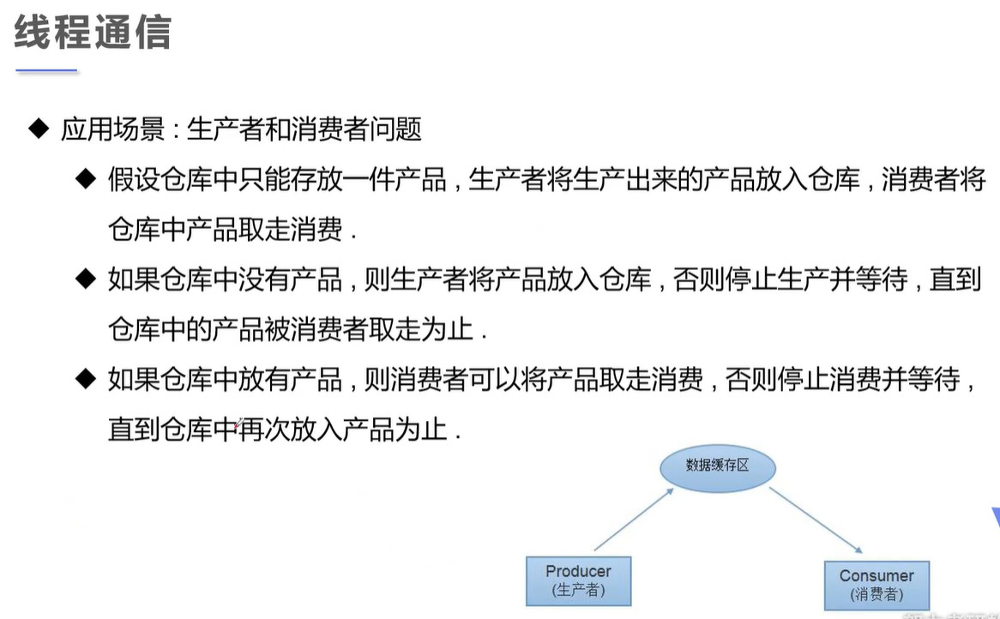 线程通信
◆ 应用场景 : 生产者和消费者问题
◆ 假设仓库中只能存放一件产品 , 生产者将生产出来的产品放入仓库 , 消费者将
仓库中产品取走消费 .
◆ 如果仓库中没有产品 , 则生产者将产品放入仓库 , 否则停止生产并等待 , 直到
仓库中的产品被消费者取走为止 .
◆ 如果仓库中放有产品 , 则消费者可以将产品取走消费 , 否则停止消费并等待 ,
直到仓库中再次放入产品为止 .
数据缓存区
Producer
(生产者)
Consumer
(消费者)